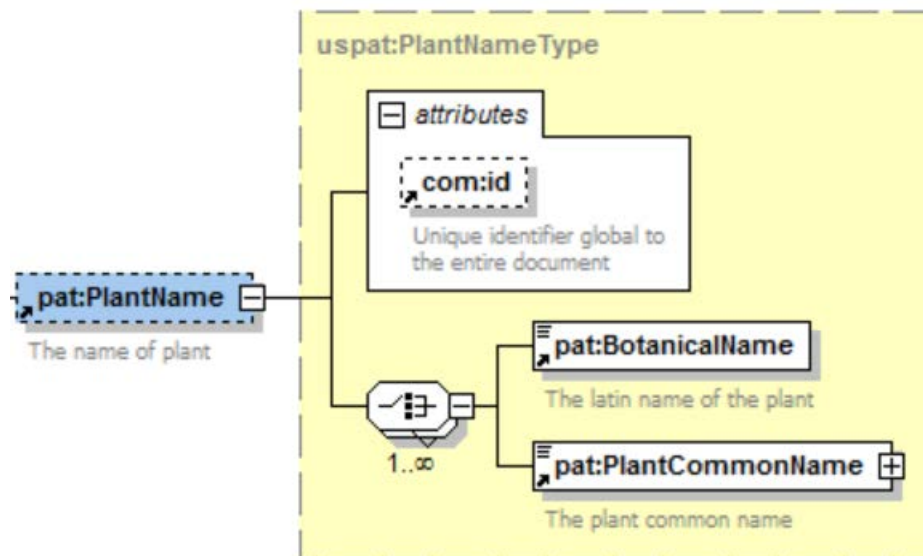 uspat:PlantNameType
attributes
com:id
Unique identifier global to
the entire document
pat:PlantName
The name of plant
pat:BotanicalName
The latin name of the plant
1..∞
pat:PlantCommonName
The plant common name